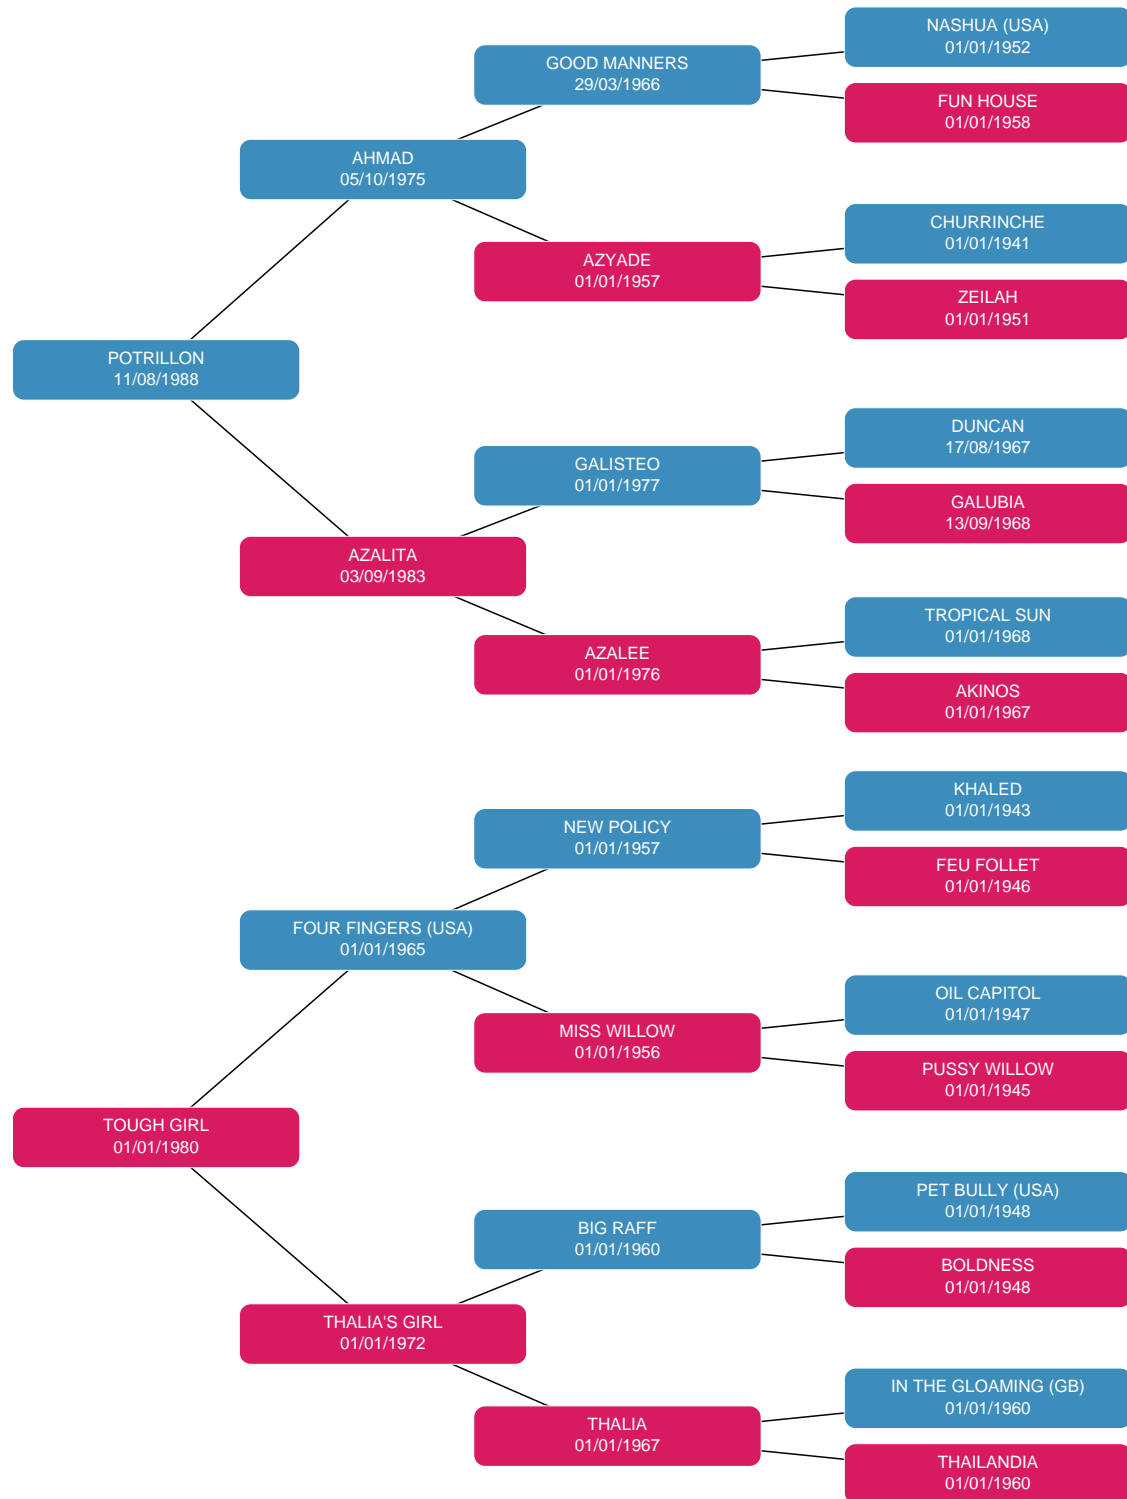 NASHUA (USA)
01/01/1952
GOOD MANNERS
29/03/1966
FUN HOUSE
01/01/1958
AHMAD
05/10/1975
CHURRINCHE
01/01/1941
AZYADE
01/01/1957
ZEILAH
01/01/1951
POTRILLON
11/08/1988
DUNCAN
17/08/1967
GALISTEO
01/01/1977
GALUBIA
13/09/1968
AZALITA
03/09/1983
TROPICAL SUN
01/01/1968
AZALEE
01/01/1976
AKINOS
01/01/1967
KHALED
01/01/1943
NEW POLICY
01/01/1957
FEU FOLLET
01/01/1946
FOUR FINGERS (USA)
01/01/1965
OIL CAPITOL
01/01/1947
MISS WILLOW
01/01/1956
PUSSY WILLOW
01/01/1945
TOUGH GIRL
01/01/1980
PET BULLY (USA)
01/01/1948
BIG RAFF
01/01/1960
BOLDNESS
01/01/1948
THALIA'S GIRL
01/01/1972
IN THE GLOAMING (GB)
01/01/1960
THALIA
01/01/1967
THAILANDIA
01/01/1960